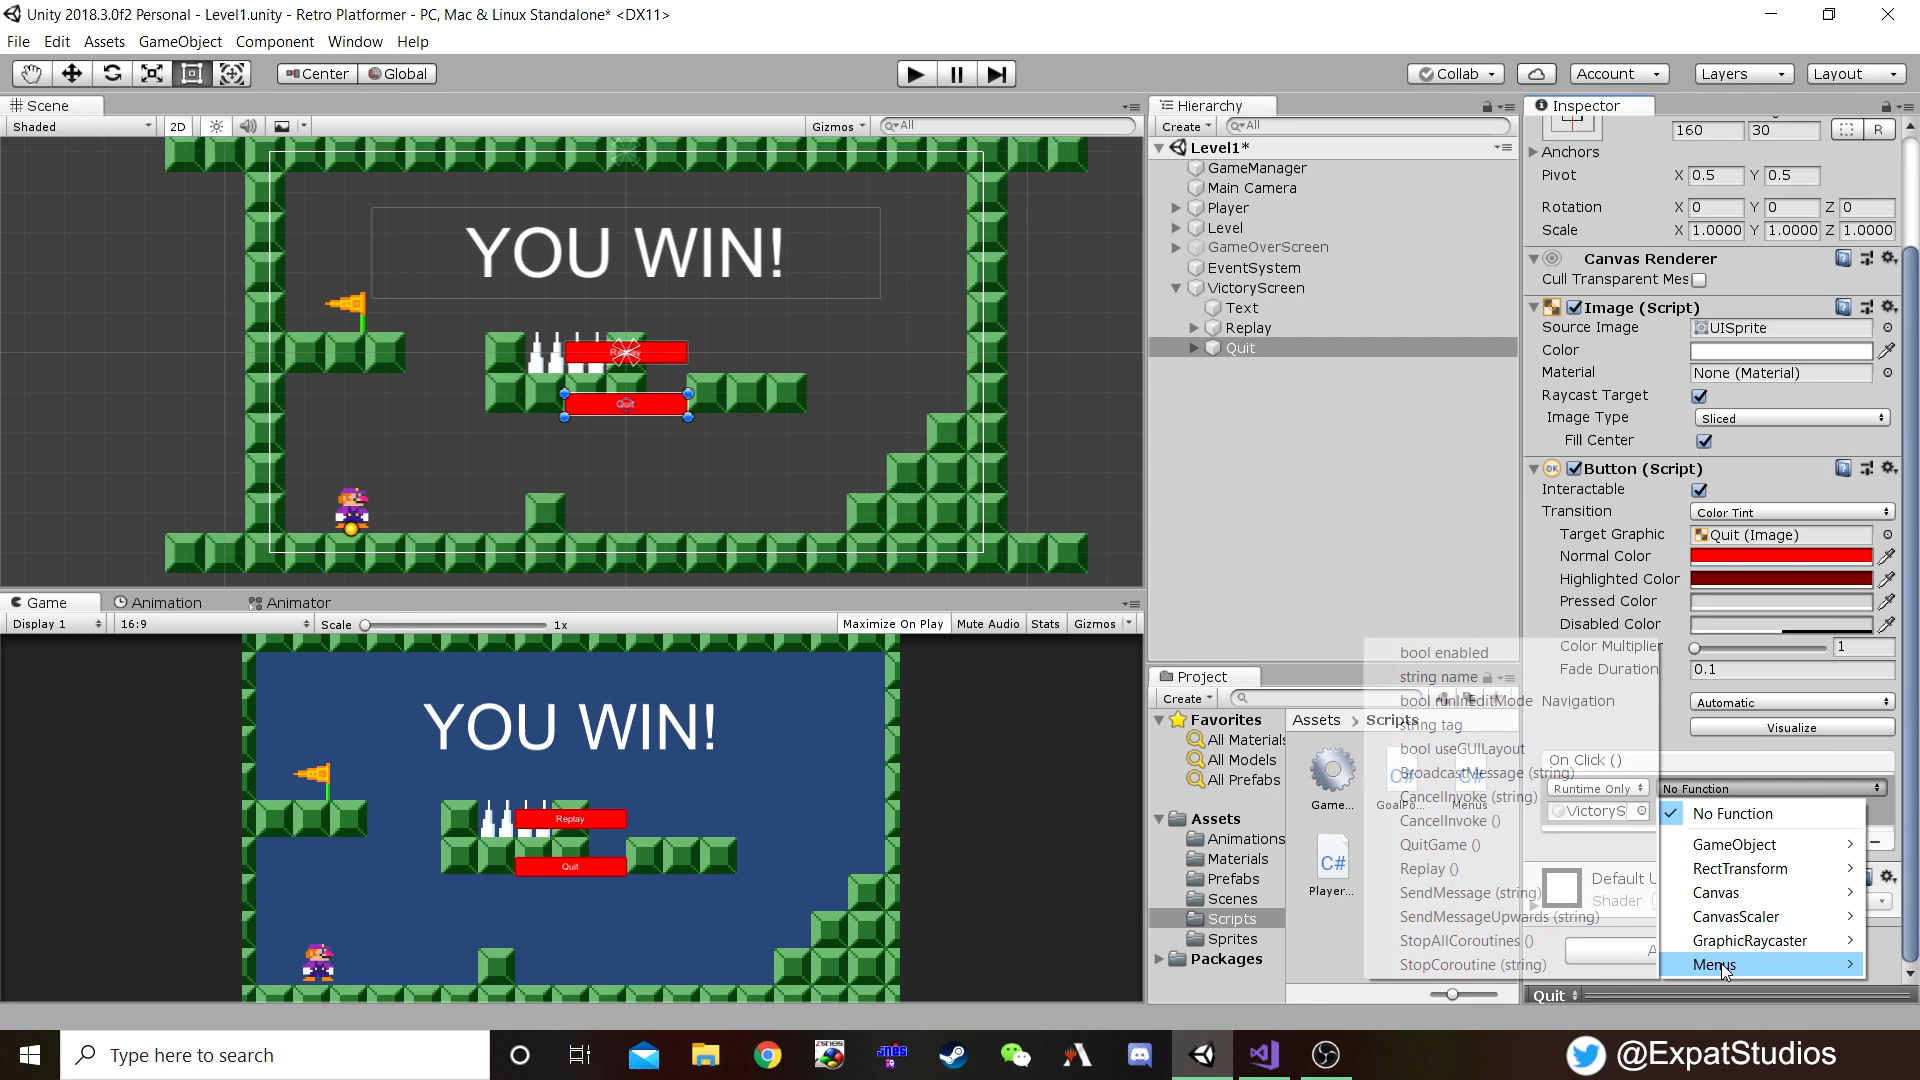 Unity 2018.3.0f2 Personal - Level1.unity - Retro Platformer - PC, Mac & Linux Standalone* <DX11>
File Edit Assets GameObject Component Window Help
Center Global
Collab Account Layers Layout
Scene
Shaded 2D Gizmos All
YOU WIN!
Quit
Game Animation Animator
Display 1 16:9 Scale 1x Maximize On Play Mute Audio Stats Gizmos
YOU WIN!
Replay
Quit
Hierarchy
Create All
Level1*
GameManager
Main Camera
Player
Level
GameOverScreen
EventSystem
VictoryScreen
Text
Replay
Quit
Project
Create
Favorites
All Materials
All Models
All Prefabs
Assets
Animations
Materials
Prefabs
Scenes
Scripts
Sprites
Packages
Assets > Scripts
Game...
GoalPo...
Menus
C#
Player...
Inspector
160 30 R
Anchors
Pivot X 0.5 Y 0.5
Rotation X 0 Y 0 Z 0
Scale X 1.0000 Y 1.0000 Z 1.0000
Canvas Renderer
Cull Transparent Mes
Image (Script)
Source Image UISprite
Color
Material None (Material)
Raycast Target
Image Type Sliced
Fill Center
OK Button (Script)
Interactable
Transition Color Tint
Target Graphic Quit (Image)
Normal Color
Highlighted Color
Pressed Color
Disabled Color
Color Multiplier 1
Fade Duration 0.1
Navigation Automatic
Visualize
On Click ()
Runtime Only No Function
VictoryS
Default U
Shader
A
Quit
bool enabled
string name
bool runInEditMode
string tag
bool useGUILayout
BroadcastMessage (string)
CancelInvoke (string)
CancelInvoke ()
QuitGame ()
Replay ()
SendMessage (string)
SendMessageUpwards (string)
StopAllCoroutines ()
StopCoroutine (string)
No Function
GameObject
RectTransform
Canvas
CanvasScaler
GraphicRaycaster
Menus
Type here to search
@ExpatStudios